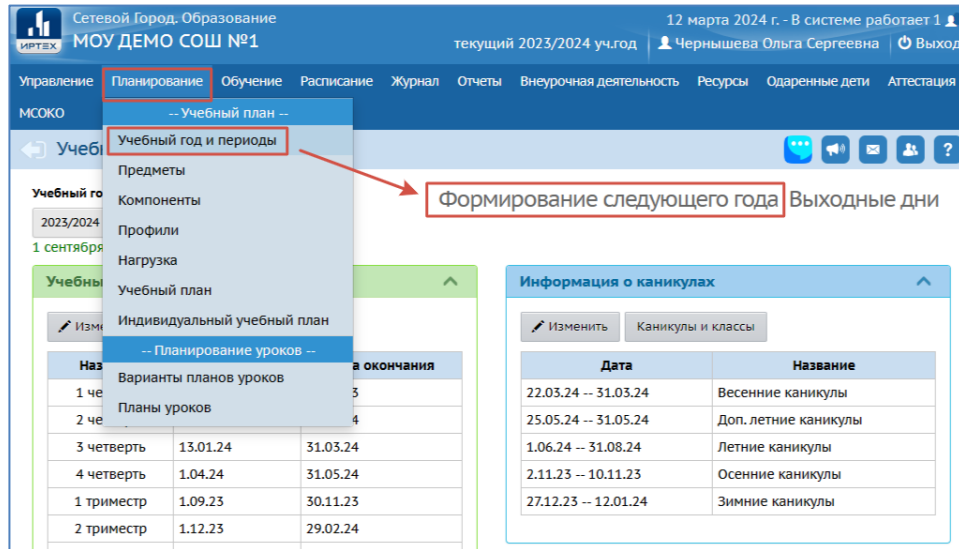 Сетевой Город. Образование
12 марта 2024 г. - В системе работает 1
ИРТЕХ
МОУ ДЕМО СОШ №1
текущий 2023/2024 уч.год
Чернышева Ольга Сергеевна
Выход
Управление Планирование Обучение Расписание Журнал Отчеты Внеурочная деятельность Ресурсы Одаренные дети Аттестация
МСОКО
-- Учебный план --
Учебный год и периоды
Предметы
Компоненты
Профили
Нагрузка
Учебный план
Индивидуальный учебный план
-- Планирование уроков --
Варианты планов уроков
Планы уроков
?
Формирование следующего года Выходные дни
2023/2024
1 сентября
Информация о каникулах
Изменить Каникулы и классы
Дата Название
22.03.24 -- 31.03.24 Весенние каникулы
25.05.24 -- 31.05.24 Доп. летние каникулы
1.06.24 -- 31.08.24 Летние каникулы
2.11.23 -- 10.11.23 Осенние каникулы
27.12.23 -- 12.01.24 Зимние каникулы
окончания
3 четверть 13.01.24 31.03.24
4 четверть 1.04.24 31.05.24
1 триместр 1.09.23 30.11.23
2 триместр 1.12.23 29.02.24